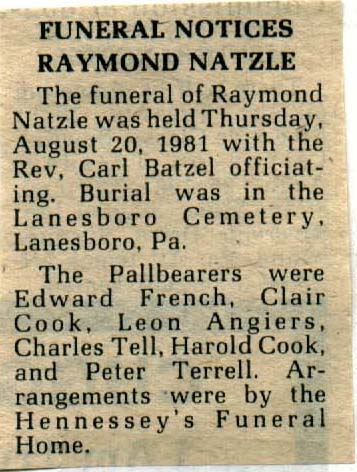 FUNERAL NOTICES
RAYMOND NATZLE
The funeral of Raymond
Natzle was held Thursday,
August 20, 1981 with the
Rev, Carl Batzel officiat-
ing. Burial was in the
Lanesboro Cemetery,
Lanesboro, Pa.
The Pallbearers were
Edward French, Clair
Cook, Leon Angiers,
Charles Tell, Harold Cook,
and Peter Terrell. Ar-
rangements were by the
Hennessey's Funeral
Home.